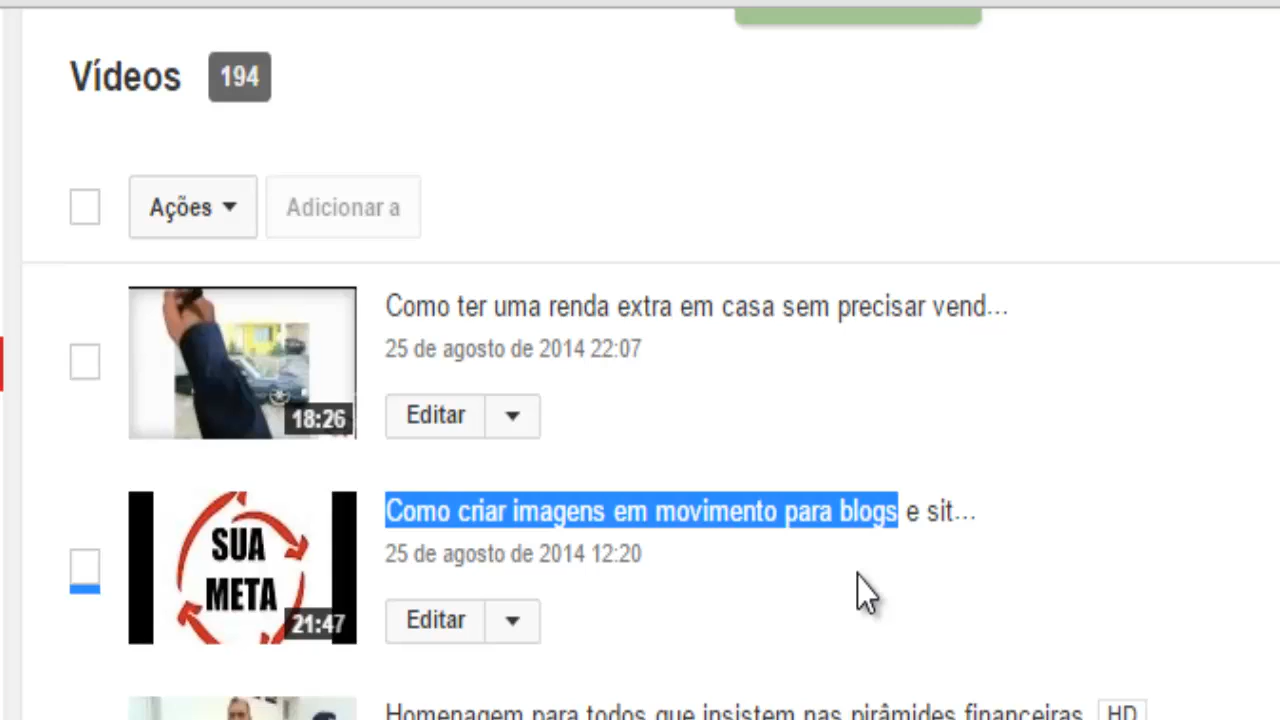 Vídeos 194
Ações Adicionar a
Como ter uma renda extra em casa sem precisar vend...
25 de agosto de 2014 22:07
18:26
Editar
Como criar imagens em movimento para blogs e sit...
25 de agosto de 2014 12:20
SUA
META
21:47
Editar
Homenagem para todos que insistem nas pirâmides financeiras HD